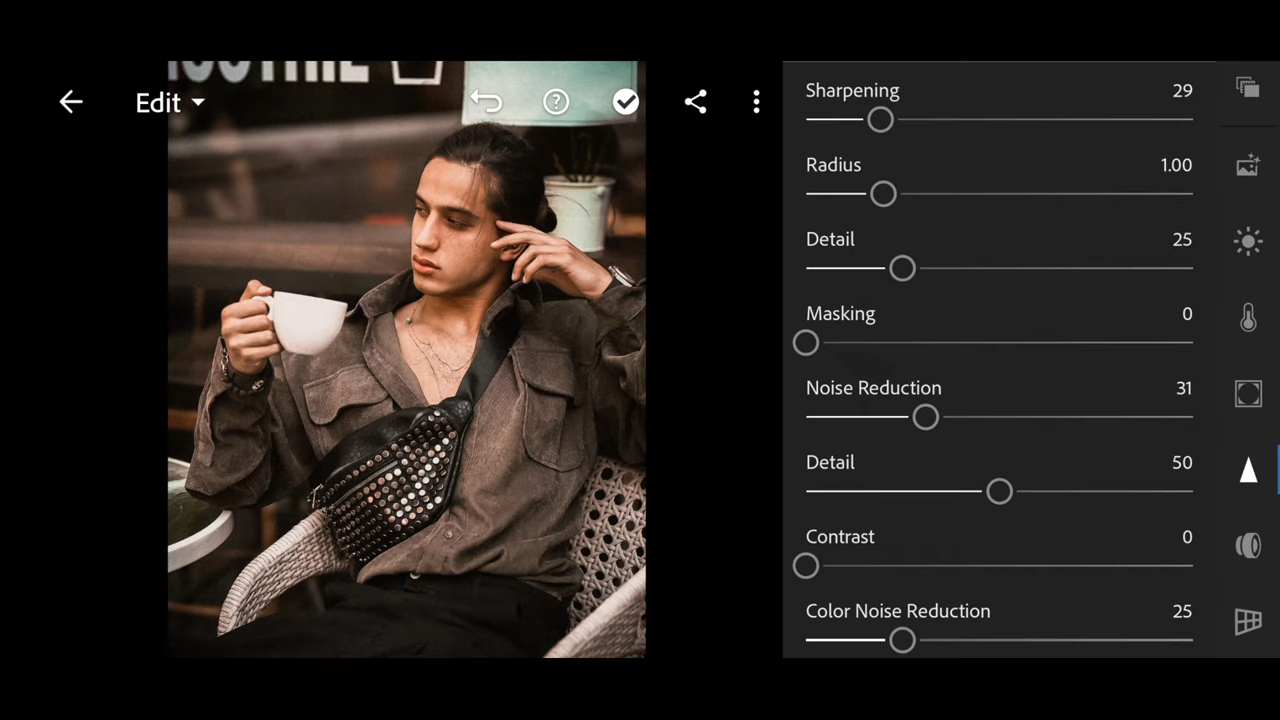 Edit
Sharpening 29
Radius 1.00
Detail 25
Masking 0
Noise Reduction 31
Detail 50
Contrast 0
Color Noise Reduction 25